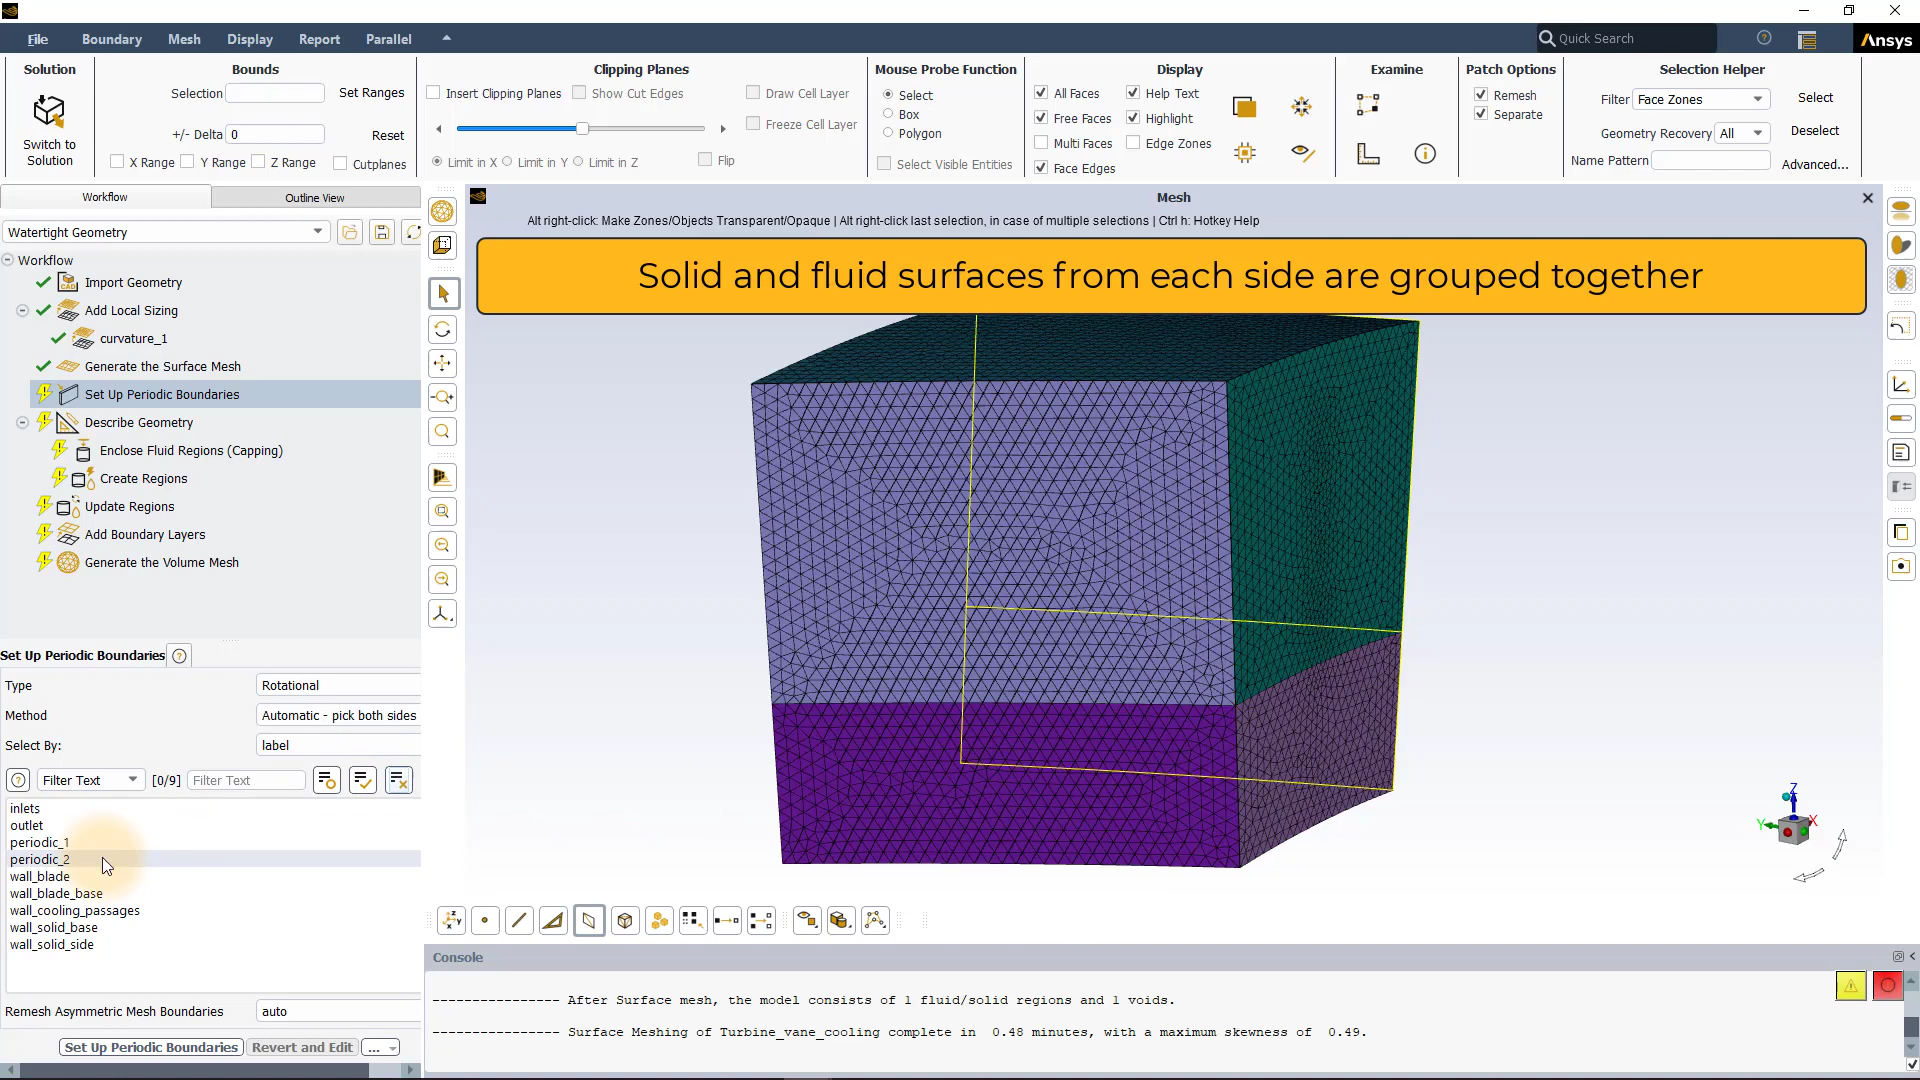 File Boundary Mesh Display Report Parallel
Quick Search
Ansys
Solution
Switch to
Solution
Bounds
Selection Set Ranges
+/- Delta 0 Reset
X Range Y Range Z Range Cutplanes
Clipping Planes
Insert Clipping Planes Show Cut Edges Draw Cell Layer
Freeze Cell Layer
Limit in X Limit in Y Limit in Z Flip
Mouse Probe Function
Select
Box
Polygon
Select Visible Entities
Display
All Faces Help Text
Free Faces Highlight
Multi Faces Edge Zones
Face Edges
Examine
Patch Options
Remesh
Separate
Selection Helper
Filter Face Zones Select
Geometry Recovery All Deselect
Name Pattern Advanced...
Workflow Outline View
Watertight Geometry
Workflow
Import Geometry
Add Local Sizing
curvature_1
Generate the Surface Mesh
Set Up Periodic Boundaries
Describe Geometry
Enclose Fluid Regions (Capping)
Create Regions
Update Regions
Add Boundary Layers
Generate the Volume Mesh
Set Up Periodic Boundaries
Type Rotational
Method Automatic - pick both sides
Select By: label
Filter Text [0/9] Filter Text
inlets
outlet
periodic_1
periodic_2
wall_blade
wall_blade_base
wall_cooling_passages
wall_solid_base
wall_solid_side
Remesh Asymmetric Mesh Boundaries auto
Set Up Periodic Boundaries Revert and Edit ...
Mesh
Alt right-click: Make Zones/Objects Transparent/Opaque | Alt right-click last selection, in case of multiple selections | Ctrl h: Hotkey Help
Solid and fluid surfaces from each side are grouped together
Z
Y X
Console
---------------- After Surface mesh, the model consists of 1 fluid/solid regions and 1 voids.
---------------- Surface Meshing of Turbine_vane_cooling complete in 0.48 minutes, with a maximum skewness of 0.49.